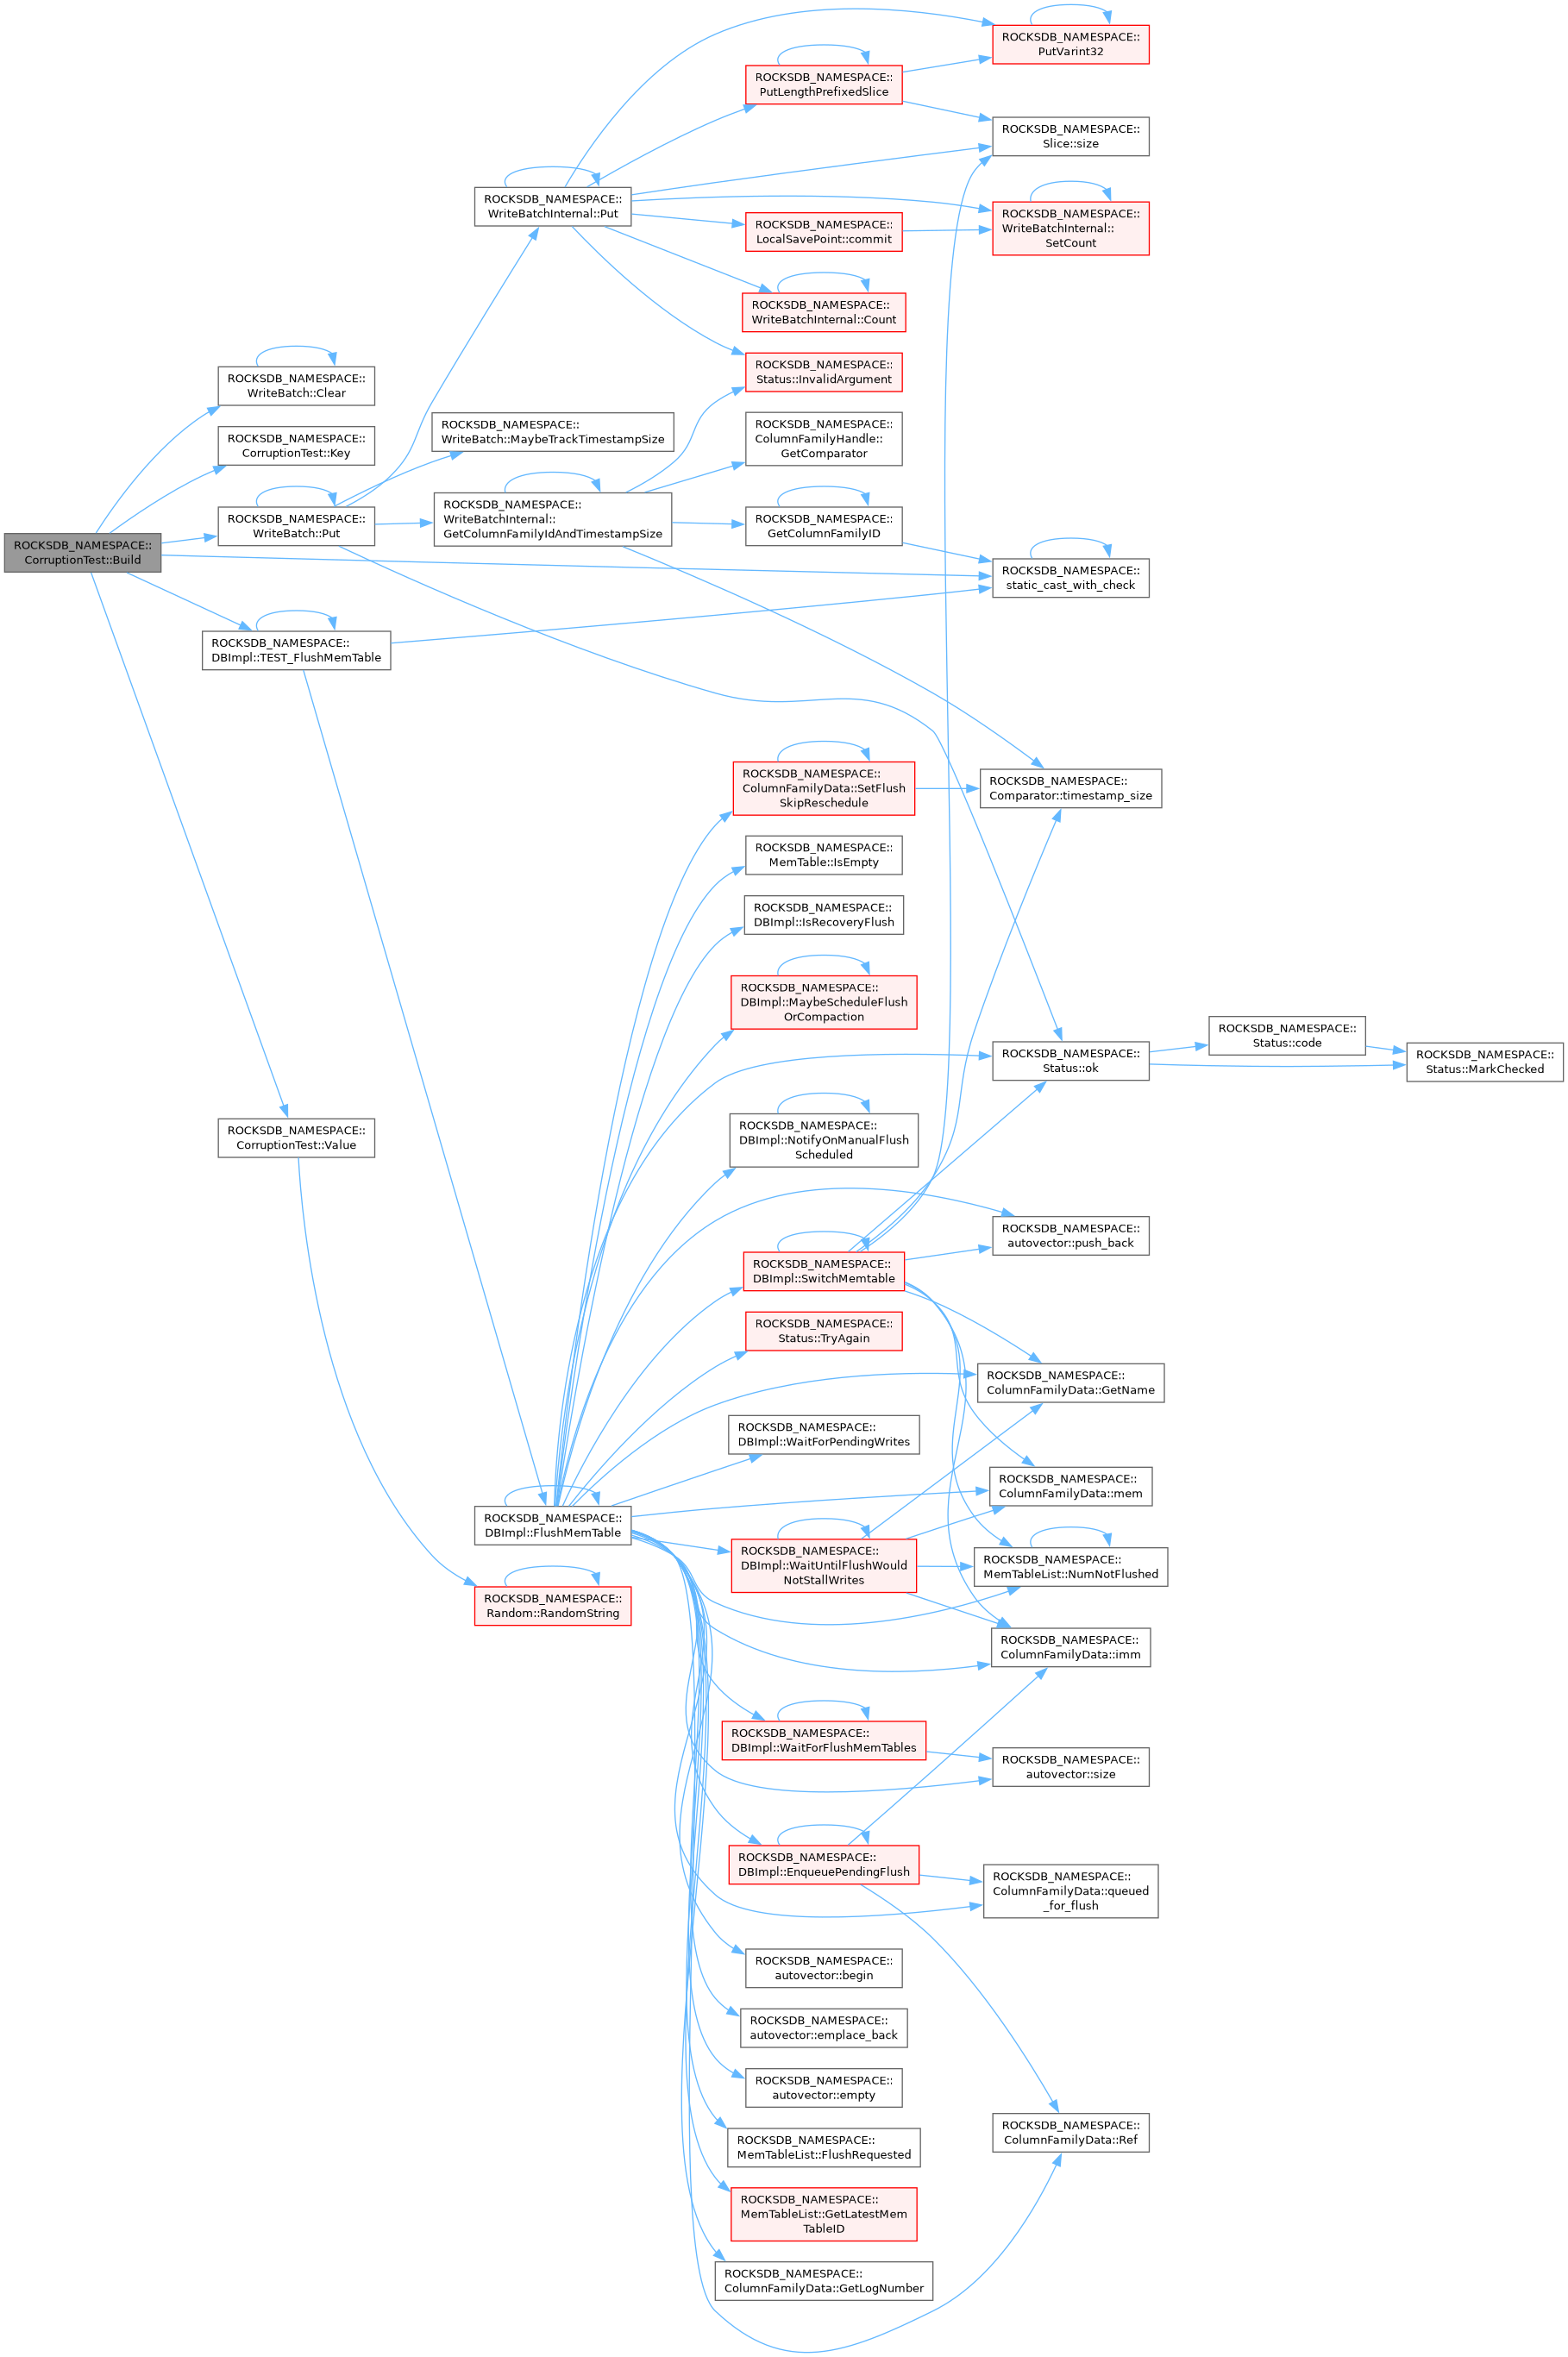 ROCKSDB_NAMESPACE::
CorruptionTest::Build
ROCKSDB_NAMESPACE::
WriteBatch::Clear
ROCKSDB_NAMESPACE::
CorruptionTest::Key
ROCKSDB_NAMESPACE::
WriteBatch::Put
ROCKSDB_NAMESPACE::
DBImpl::TEST_FlushMemTable
ROCKSDB_NAMESPACE::
CorruptionTest::Value
ROCKSDB_NAMESPACE::
WriteBatchInternal::Put
ROCKSDB_NAMESPACE::
WriteBatch::MaybeTrackTimestampSize
ROCKSDB_NAMESPACE::
WriteBatchInternal::
GetColumnFamilyIdAndTimestampSize
ROCKSDB_NAMESPACE::
DBImpl::FlushMemTable
ROCKSDB_NAMESPACE::
Random::RandomString
ROCKSDB_NAMESPACE::
PutLengthPrefixedSlice
ROCKSDB_NAMESPACE::
LocalSavePoint::commit
ROCKSDB_NAMESPACE::
WriteBatchInternal::Count
ROCKSDB_NAMESPACE::
Status::InvalidArgument
ROCKSDB_NAMESPACE::
ColumnFamilyHandle::
GetComparator
ROCKSDB_NAMESPACE::
GetColumnFamilyID
ROCKSDB_NAMESPACE::
ColumnFamilyData::SetFlush
SkipReschedule
ROCKSDB_NAMESPACE::
MemTable::IsEmpty
ROCKSDB_NAMESPACE::
DBImpl::IsRecoveryFlush
ROCKSDB_NAMESPACE::
DBImpl::MaybeScheduleFlush
OrCompaction
ROCKSDB_NAMESPACE::
DBImpl::NotifyOnManualFlush
Scheduled
ROCKSDB_NAMESPACE::
DBImpl::SwitchMemtable
ROCKSDB_NAMESPACE::
Status::TryAgain
ROCKSDB_NAMESPACE::
DBImpl::WaitForPendingWrites
ROCKSDB_NAMESPACE::
DBImpl::WaitUntilFlushWould
NotStallWrites
ROCKSDB_NAMESPACE::
DBImpl::WaitForFlushMemTables
ROCKSDB_NAMESPACE::
DBImpl::EnqueuePendingFlush
ROCKSDB_NAMESPACE::
autovector::begin
ROCKSDB_NAMESPACE::
autovector::emplace_back
ROCKSDB_NAMESPACE::
autovector::empty
ROCKSDB_NAMESPACE::
MemTableList::FlushRequested
ROCKSDB_NAMESPACE::
MemTableList::GetLatestMem
TableID
ROCKSDB_NAMESPACE::
ColumnFamilyData::GetLogNumber
ROCKSDB_NAMESPACE::
PutVarint32
ROCKSDB_NAMESPACE::
Slice::size
ROCKSDB_NAMESPACE::
WriteBatchInternal::
SetCount
ROCKSDB_NAMESPACE::
static_cast_with_check
ROCKSDB_NAMESPACE::
Comparator::timestamp_size
ROCKSDB_NAMESPACE::
Status::ok
ROCKSDB_NAMESPACE::
autovector::push_back
ROCKSDB_NAMESPACE::
ColumnFamilyData::GetName
ROCKSDB_NAMESPACE::
ColumnFamilyData::mem
ROCKSDB_NAMESPACE::
MemTableList::NumNotFlushed
ROCKSDB_NAMESPACE::
ColumnFamilyData::imm
ROCKSDB_NAMESPACE::
autovector::size
ROCKSDB_NAMESPACE::
ColumnFamilyData::queued
_for_flush
ROCKSDB_NAMESPACE::
ColumnFamilyData::Ref
ROCKSDB_NAMESPACE::
Status::code
ROCKSDB_NAMESPACE::
Status::MarkChecked